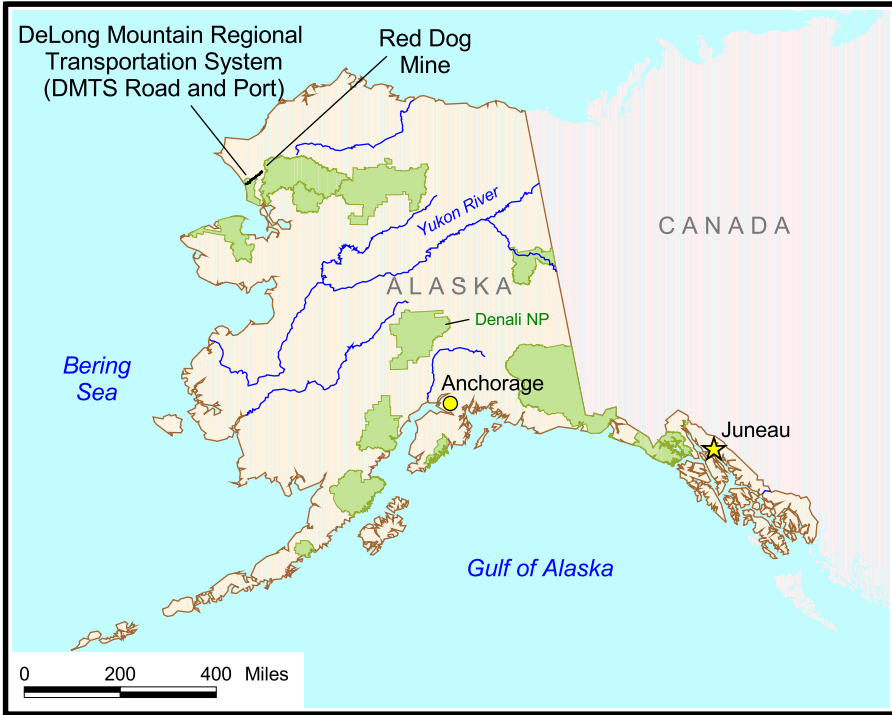 DeLong Mountain Regional
Transportation System
(DMTS Road and Port)
Red Dog
Mine
Yukon River
CANADA
ALASKA
Denali NP
Bering
Sea
Anchorage
Juneau
Gulf of Alaska
0 200 400 Miles